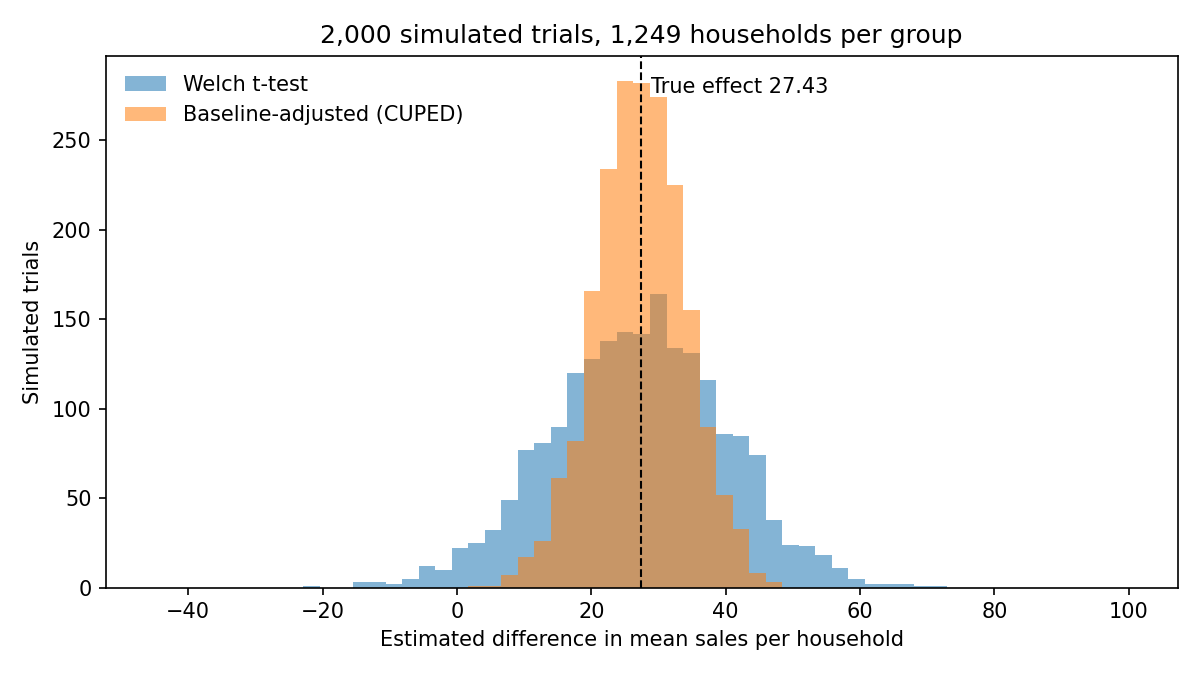 2,000 simulated trials, 1,249 households per group
Welch t-test
Baseline-adjusted (CUPED)
True effect 27.43
Simulated trials
250
200
150
100
50
0
−40
−20
0
20
40
60
80
100
Estimated difference in mean sales per household